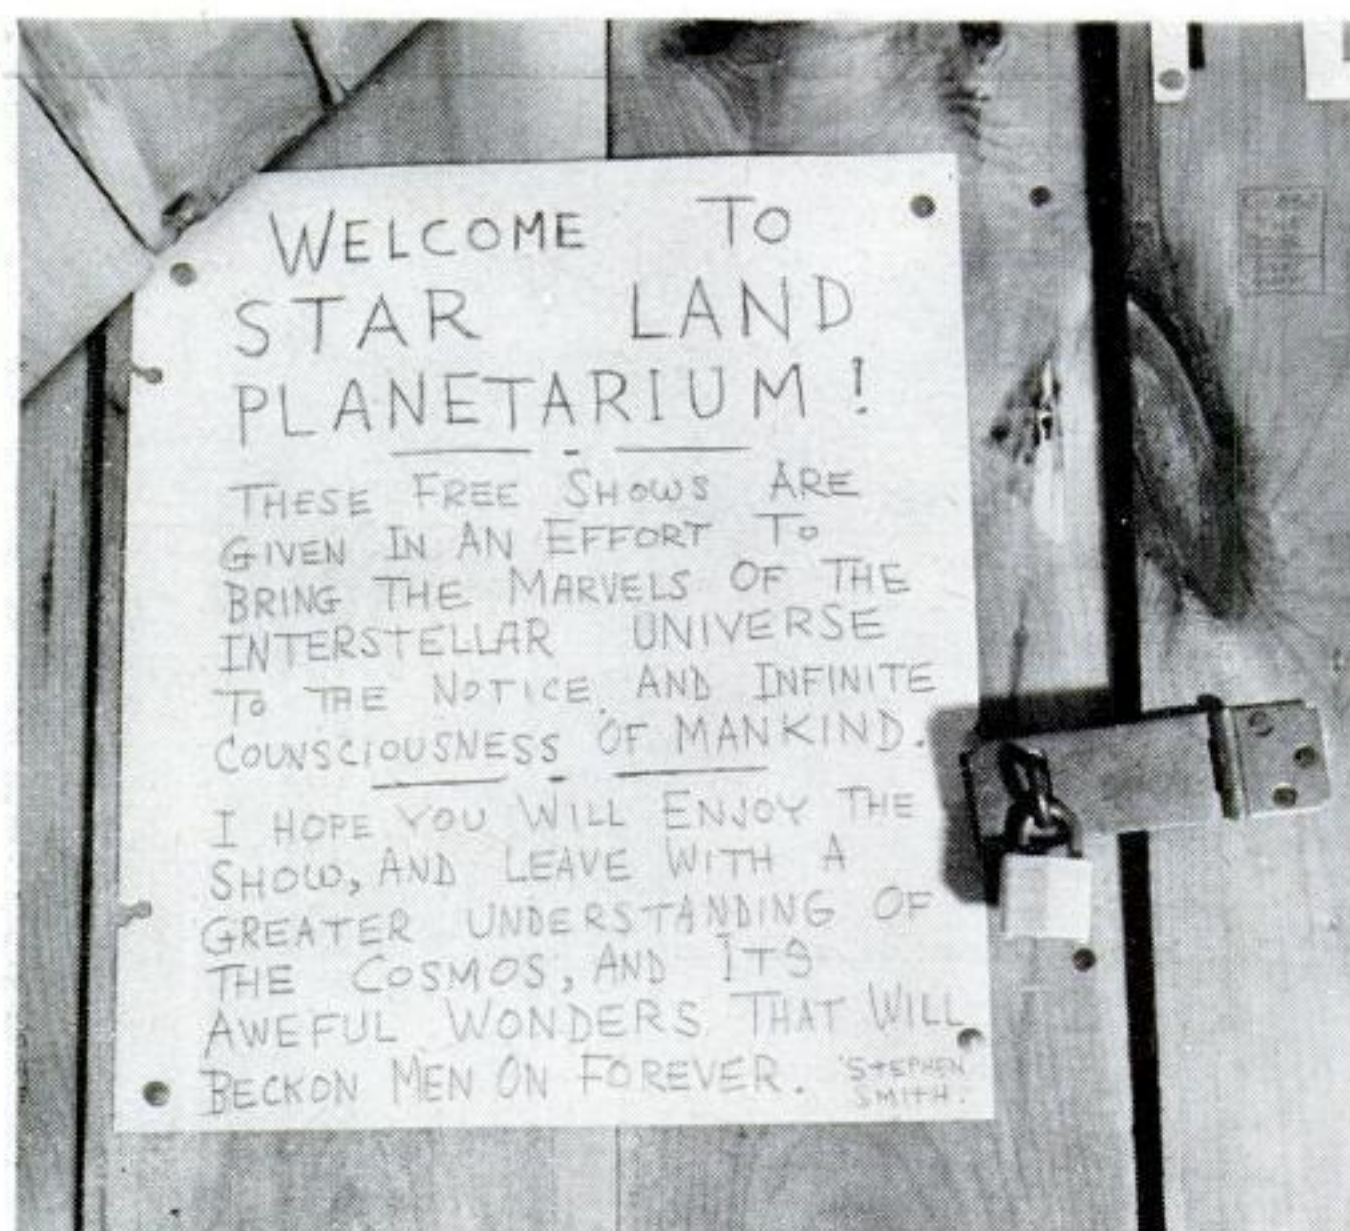 WELCOME TO
STAR LAND
PLANETARIUM!
THESE FREE SHOWS ARE
GIVEN IN AN EFFORT TO
BRING THE MARVELS OF THE
INTERSTELLAR UNIVERSE
TO THE NOTICE, AND INFINITE
COUNSCIOUSNESS OF MANKIND.
I HOPE YOU WILL ENJOY THE
SHOW, AND LEAVE WITH A
GREATER UNDERSTANDING OF
THE COSMOS, AND ITS
AWEFUL WONDERS THAT WILL
BECKON MEN ON FOREVER.
STEPHEN
SMITH.